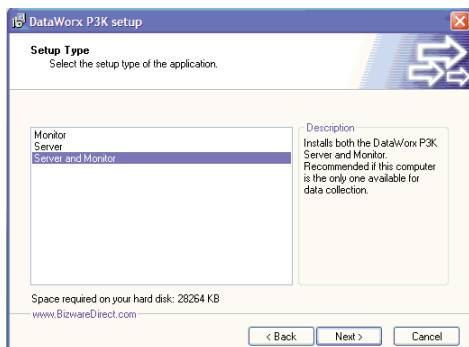 DataWorx P3K setup
Setup Type
Select the setup type of the application.
Monitor
Server
Server and Monitor
Description
Installs both the DataWorx P3K
Server and Monitor.
Recommended if this computer
is the only one available for
data collection.
Space required on your hard disk: 28264 KB
www.BizwareDirect.com
< Back
Next >
Cancel